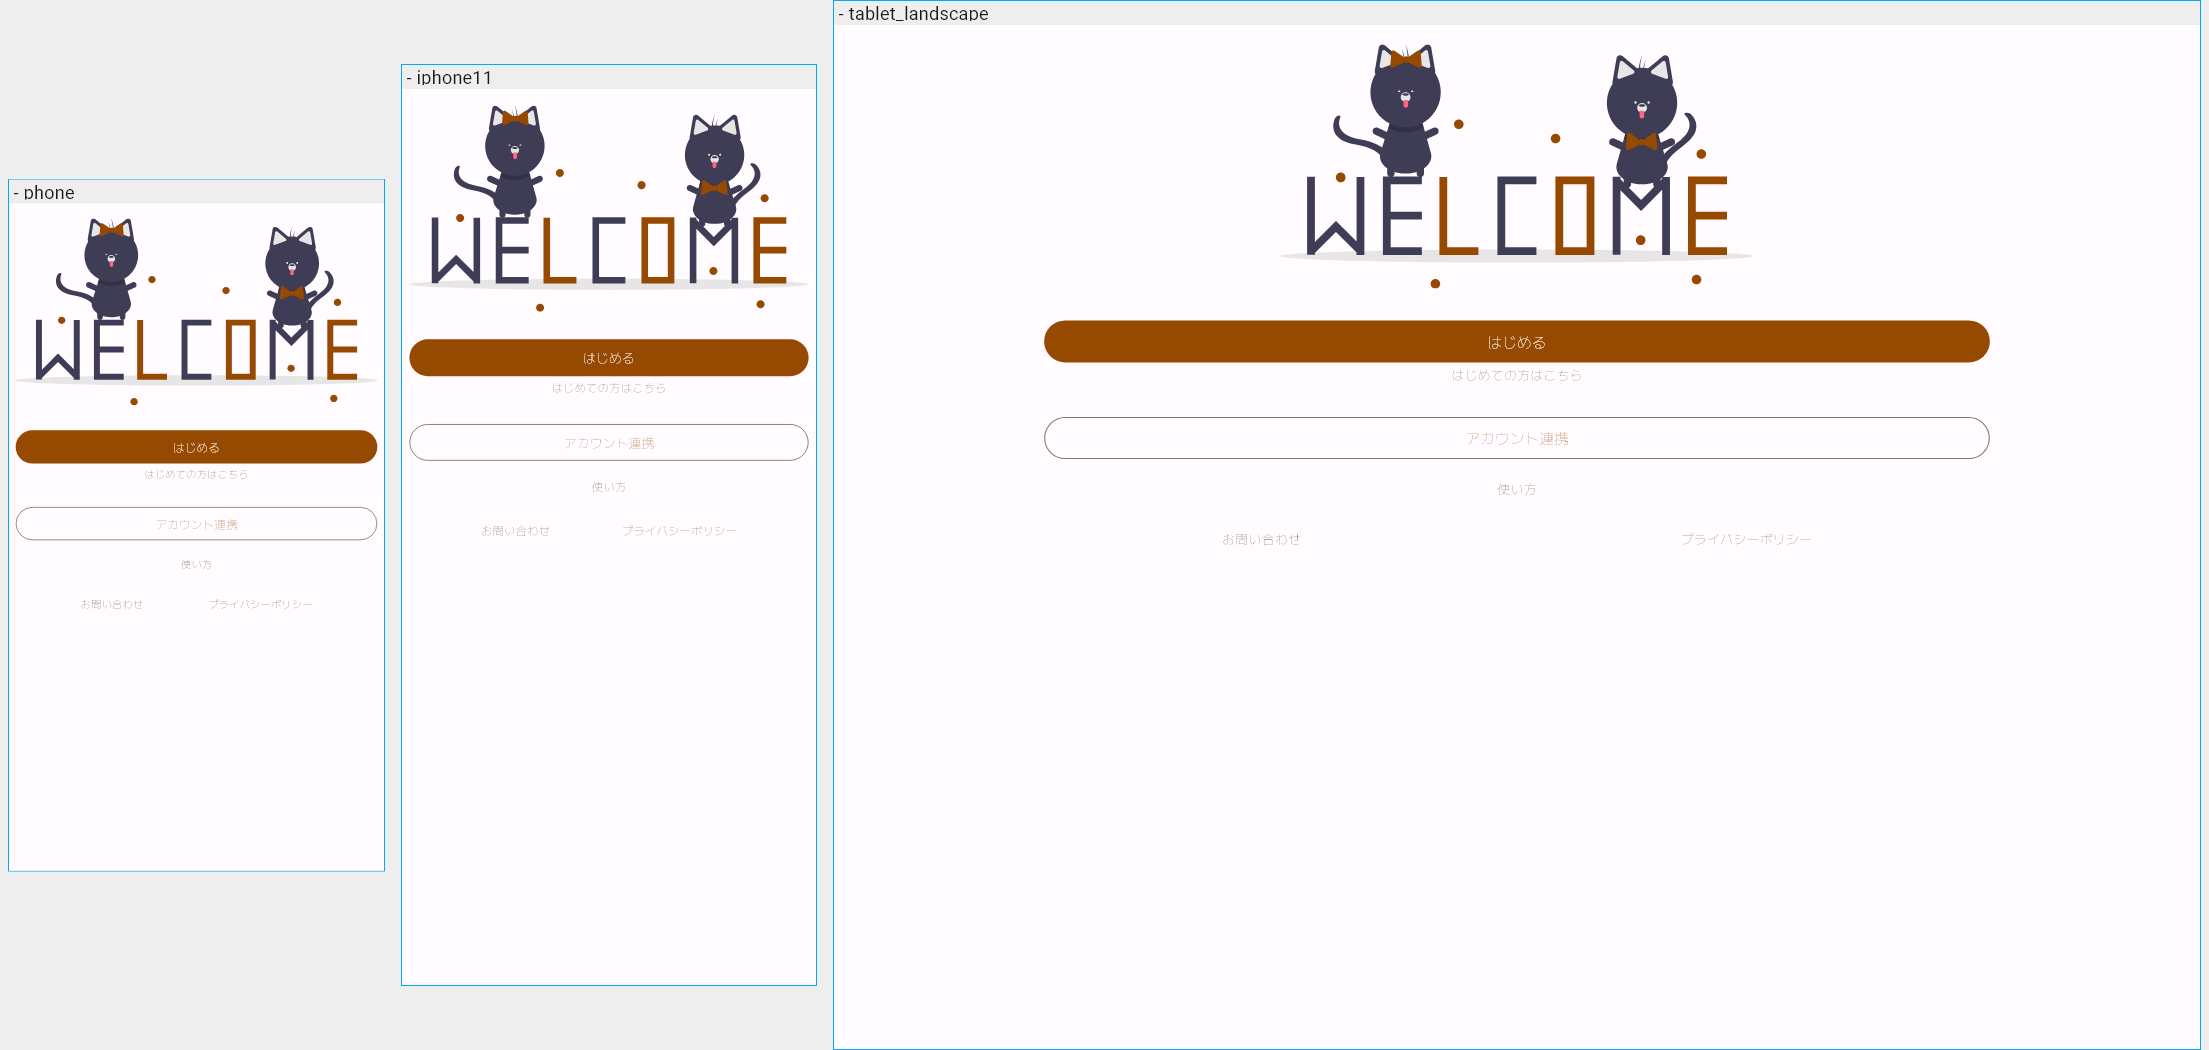 - phone
WELCOME
はじめる
はじめての方はこちら
アカウント連携
使い方
お問い合わせ プライバシーポリシー
- iphone11
WELCOME
はじめる
はじめての方はこちら
アカウント連携
使い方
お問い合わせ プライバシーポリシー
- tablet_landscape
WELCOME
はじめる
はじめての方はこちら
アカウント連携
使い方
お問い合わせ プライバシーポリシー